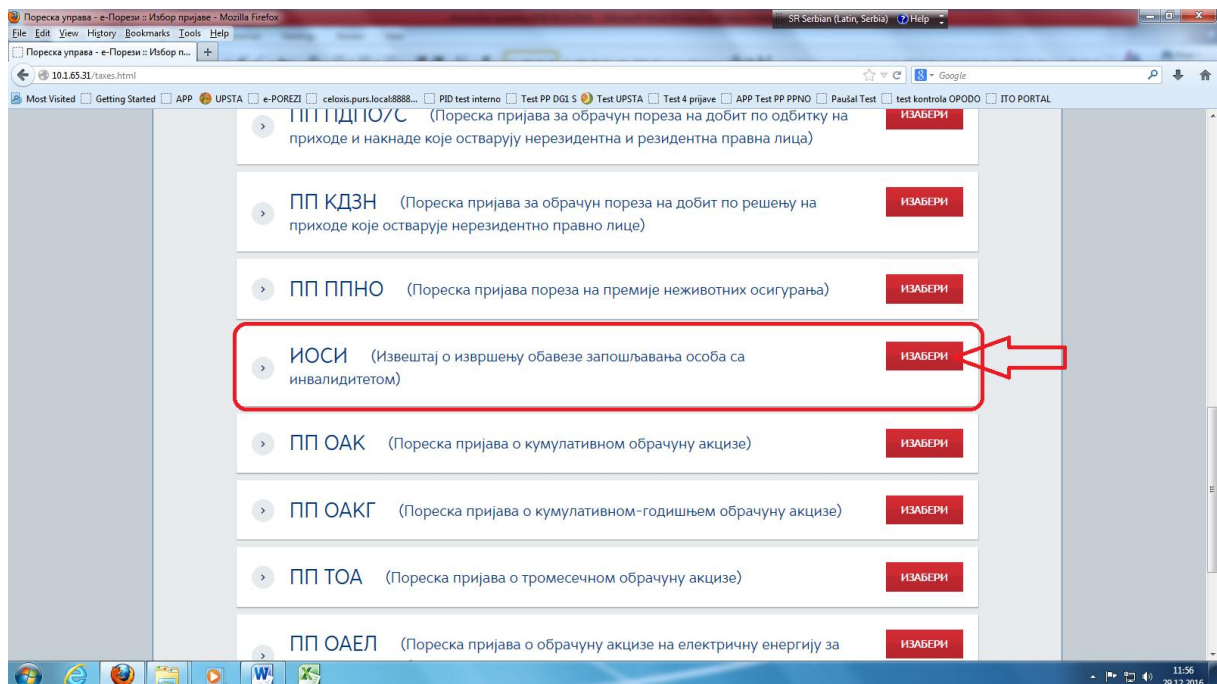 Пореска управа - е-Порези :: Избор пријаве - Mozilla Firefox
SR Serbian (Latin, Serbia) Help
File Edit View History Bookmarks Tools Help
Пореска управа - е-Порези :: Избор п... +
10.1.65.31/taxes.html
Google
Most Visited Getting Started APP UPSTA e-POREZI celoxis.purs.local:8888... PID test interno Test PP DG1 S Test UPSTA Test 4 prijave APP Test PP PPNO Paušal Test test kontrola OPODO ITO PORTAL
ПП ПДПО/С (Пореска пријава за обрачун пореза на добит по одбитку на
приходе и накнаде које остварују нерезидентна и резидентна правна лица)
ИЗАБЕРИ
ПП КДЗН (Пореска пријава за обрачун пореза на добит по решењу на
приходе које остварује нерезидентно правно лице)
ИЗАБЕРИ
ПП ППНО (Пореска пријава пореза на премије неживотних осигурања)
ИЗАБЕРИ
ИОСИ (Извештај о извршењу обавезе запошљавања особа са
инвалидитетом)
ИЗАБЕРИ
ПП ОАК (Пореска пријава о кумулативном обрачуну акцизе)
ИЗАБЕРИ
ПП ОАКГ (Пореска пријава о кумулативном-годишњем обрачуну акцизе)
ИЗАБЕРИ
ПП ТОА (Пореска пријава о тромесечном обрачуну акцизе)
ИЗАБЕРИ
ПП ОАЕЛ (Пореска пријава о обрачуну акцизе на електричну енергију за
ИЗАБЕРИ
11:56
29.12.2016